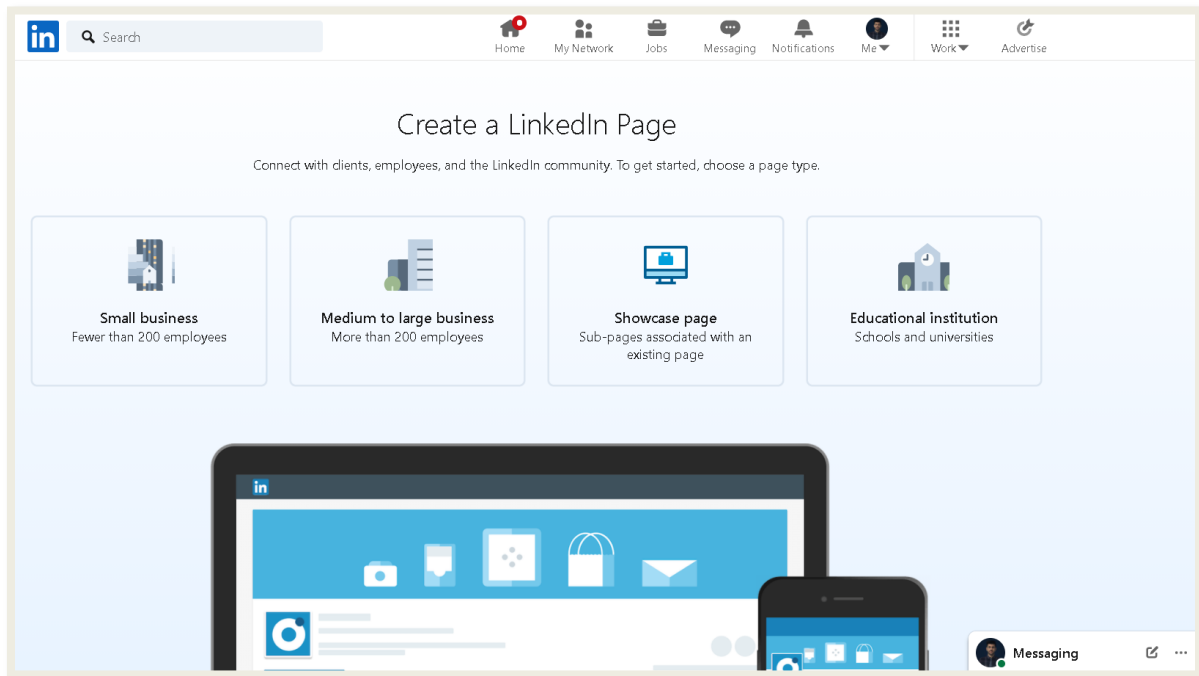 in
Search
Home
My Network
Jobs
Messaging
Notifications
Me
Work
Advertise
Create a LinkedIn Page
Connect with clients, employees, and the LinkedIn community. To get started, choose a page type.
Small business
Fewer than 200 employees
Medium to large business
More than 200 employees
Showcase page
Sub-pages associated with an
existing page
Educational institution
Schools and universities
in
Messaging